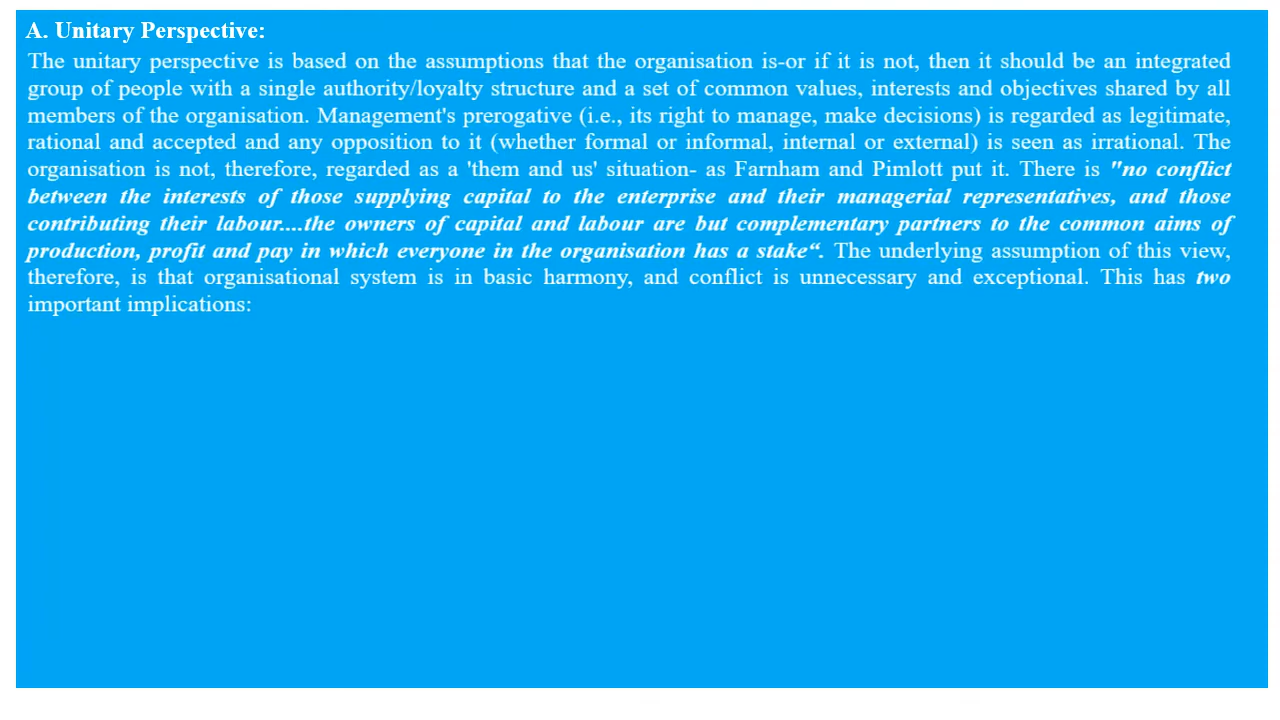 A. Unitary Perspective:
The unitary perspective is based on the assumptions that the organisation is-or if it is not, then it should be an integrated
group of people with a single authority/loyalty structure and a set of common values, interests and objectives shared by all
members of the organisation. Management's prerogative (i.e., its right to manage, make decisions) is regarded as legitimate,
rational and accepted and any opposition to it (whether formal or informal, internal or external) is seen as irrational. The
organisation is not, therefore, regarded as a 'them and us' situation- as Farnham and Pimlott put it. There is "no conflict
between the interests of those supplying capital to the enterprise and their managerial representatives, and those
contributing their labour....the owners of capital and labour are but complementary partners to the common aims of
production, profit and pay in which everyone in the organisation has a stake“. The underlying assumption of this view,
therefore, is that organisational system is in basic harmony, and conflict is unnecessary and exceptional. This has two
important implications: